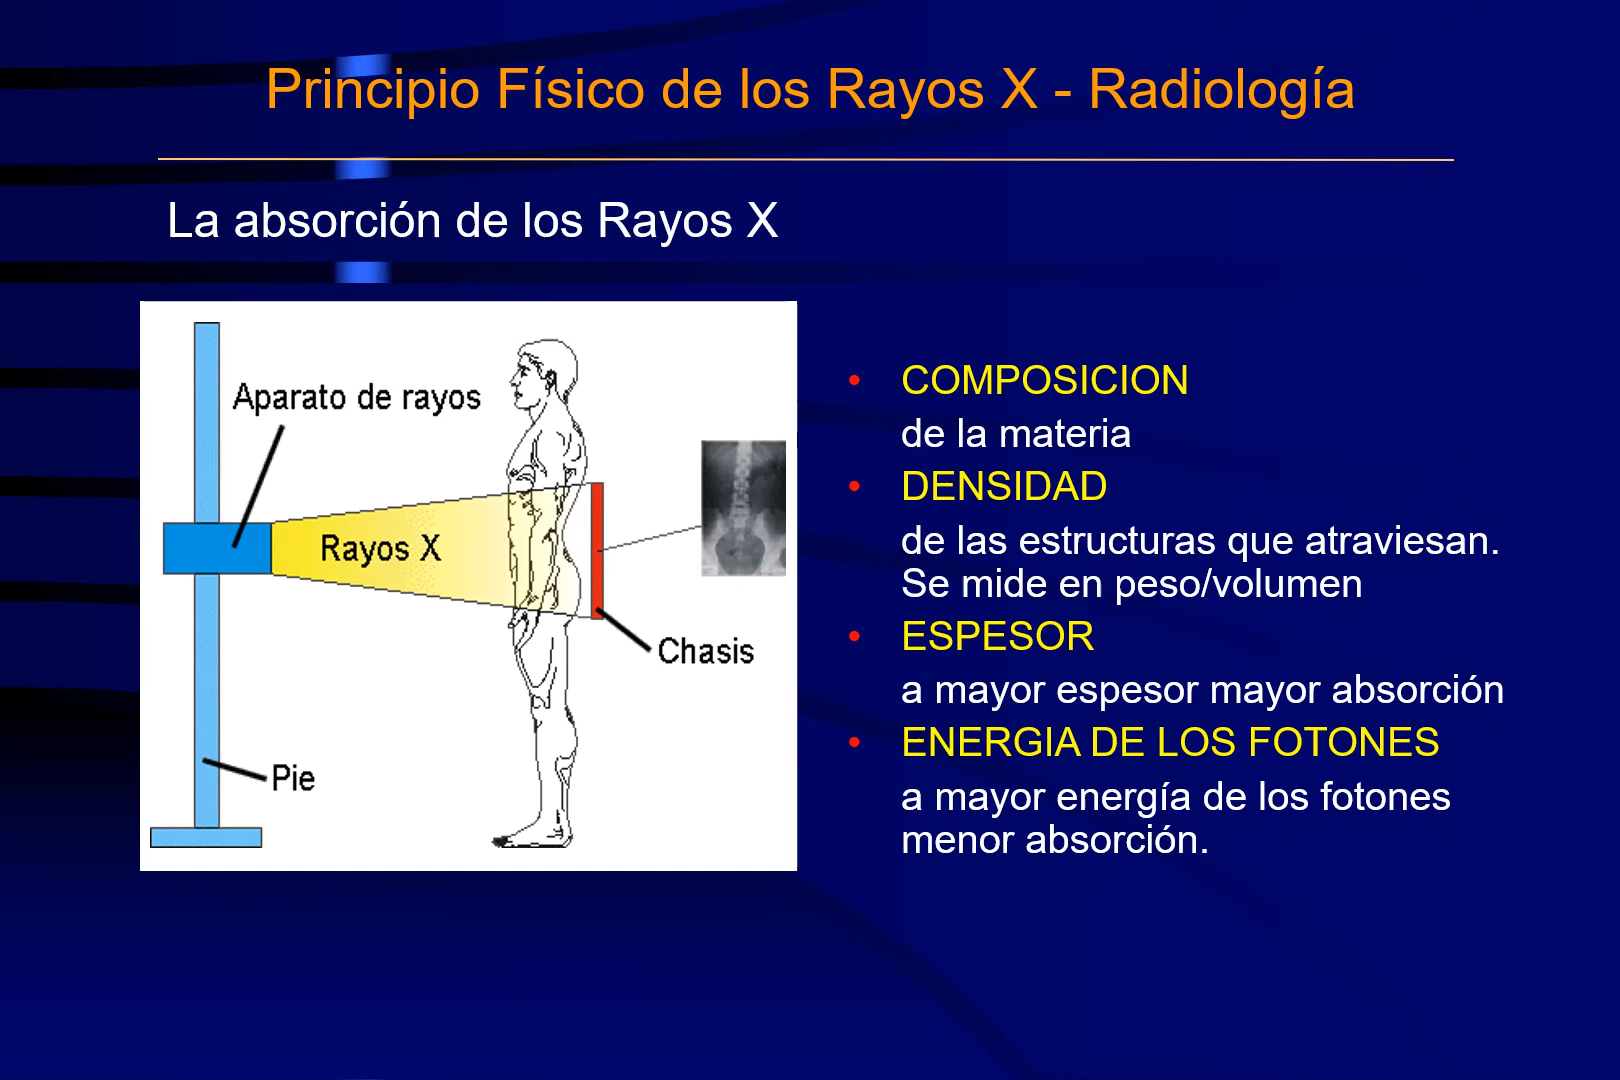 Principio Físico de los Rayos X - Radiología
La absorción de los Rayos X
Aparato de rayos
Rayos X
Chasis
Pie
• COMPOSICION
de la materia
• DENSIDAD
de las estructuras que atraviesan.
Se mide en peso/volumen
• ESPESOR
a mayor espesor mayor absorción
• ENERGIA DE LOS FOTONES
a mayor energía de los fotones
menor absorción.